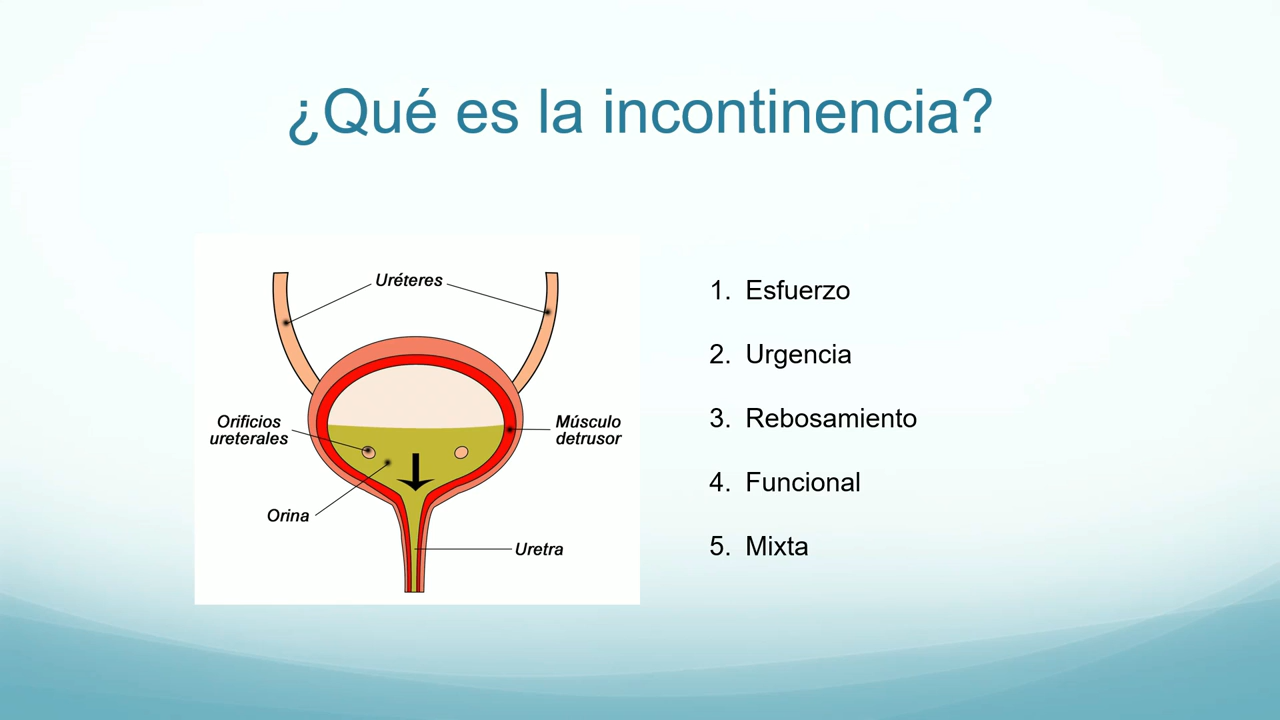 ¿Qué es la incontinencia?
Uréteres
Orificios
ureterales
Músculo
detrusor
Orina
Uretra
1. Esfuerzo
2. Urgencia
3. Rebosamiento
4. Funcional
5. Mixta